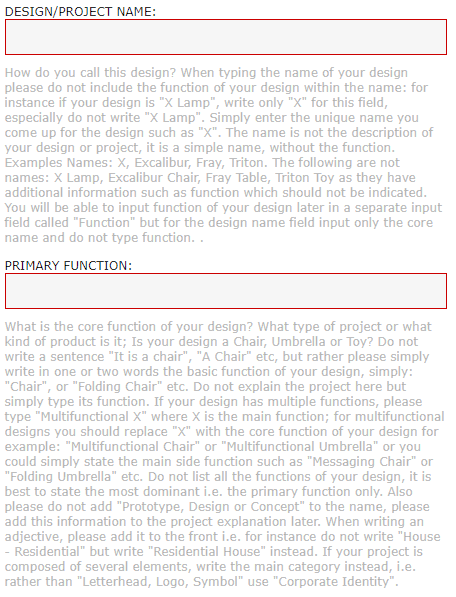 DESIGN/PROJECT NAME:
How do you call this design? When typing the name of your design
please do not include the function of your design within the name: for
instance if your design is "X Lamp", write only "X" for this field,
especially do not write "X Lamp". Simply enter the unique name you
come up for the design such as "X". The name is not the description of
your design or project, it is a simple name, without the function.
Examples Names: X, Excalibur, Fray, Triton. The following are not
names: X Lamp, Excalibur Chair, Fray Table, Triton Toy as they have
additional information such as function which should not be indicated.
You will be able to input function of your design later in a separate input
field called "Function" but for the design name field input only the core
name and do not type function. .
PRIMARY FUNCTION:
What is the core function of your design? What type of project or what
kind of product is it; Is your design a Chair, Umbrella or Toy? Do not
write a sentence "It is a chair", "A Chair" etc, but rather please simply
write in one or two words the basic function of your design, simply:
"Chair", or "Folding Chair" etc. Do not explain the project here but
simply type its function. If your design has multiple functions, please
type "Multifunctional X" where X is the main function; for multifunctional
designs you should replace "X" with the core function of your design for
example: "Multifunctional Chair" or "Multifunctional Umbrella" or you
could simply state the main side function such as "Messaging Chair" or
"Folding Umbrella" etc. Do not list all the functions of your design, it is
best to state the most dominant i.e. the primary function only. Also
please do not add "Prototype, Design or Concept" to the name, please
add this information to the project explanation later. When writing an
adjective, please add it to the front i.e. for instance do not write "House
- Residential" but write "Residential House" instead. If your project is
composed of several elements, write the main category instead, i.e.
rather than "Letterhead, Logo, Symbol" use "Corporate Identity".